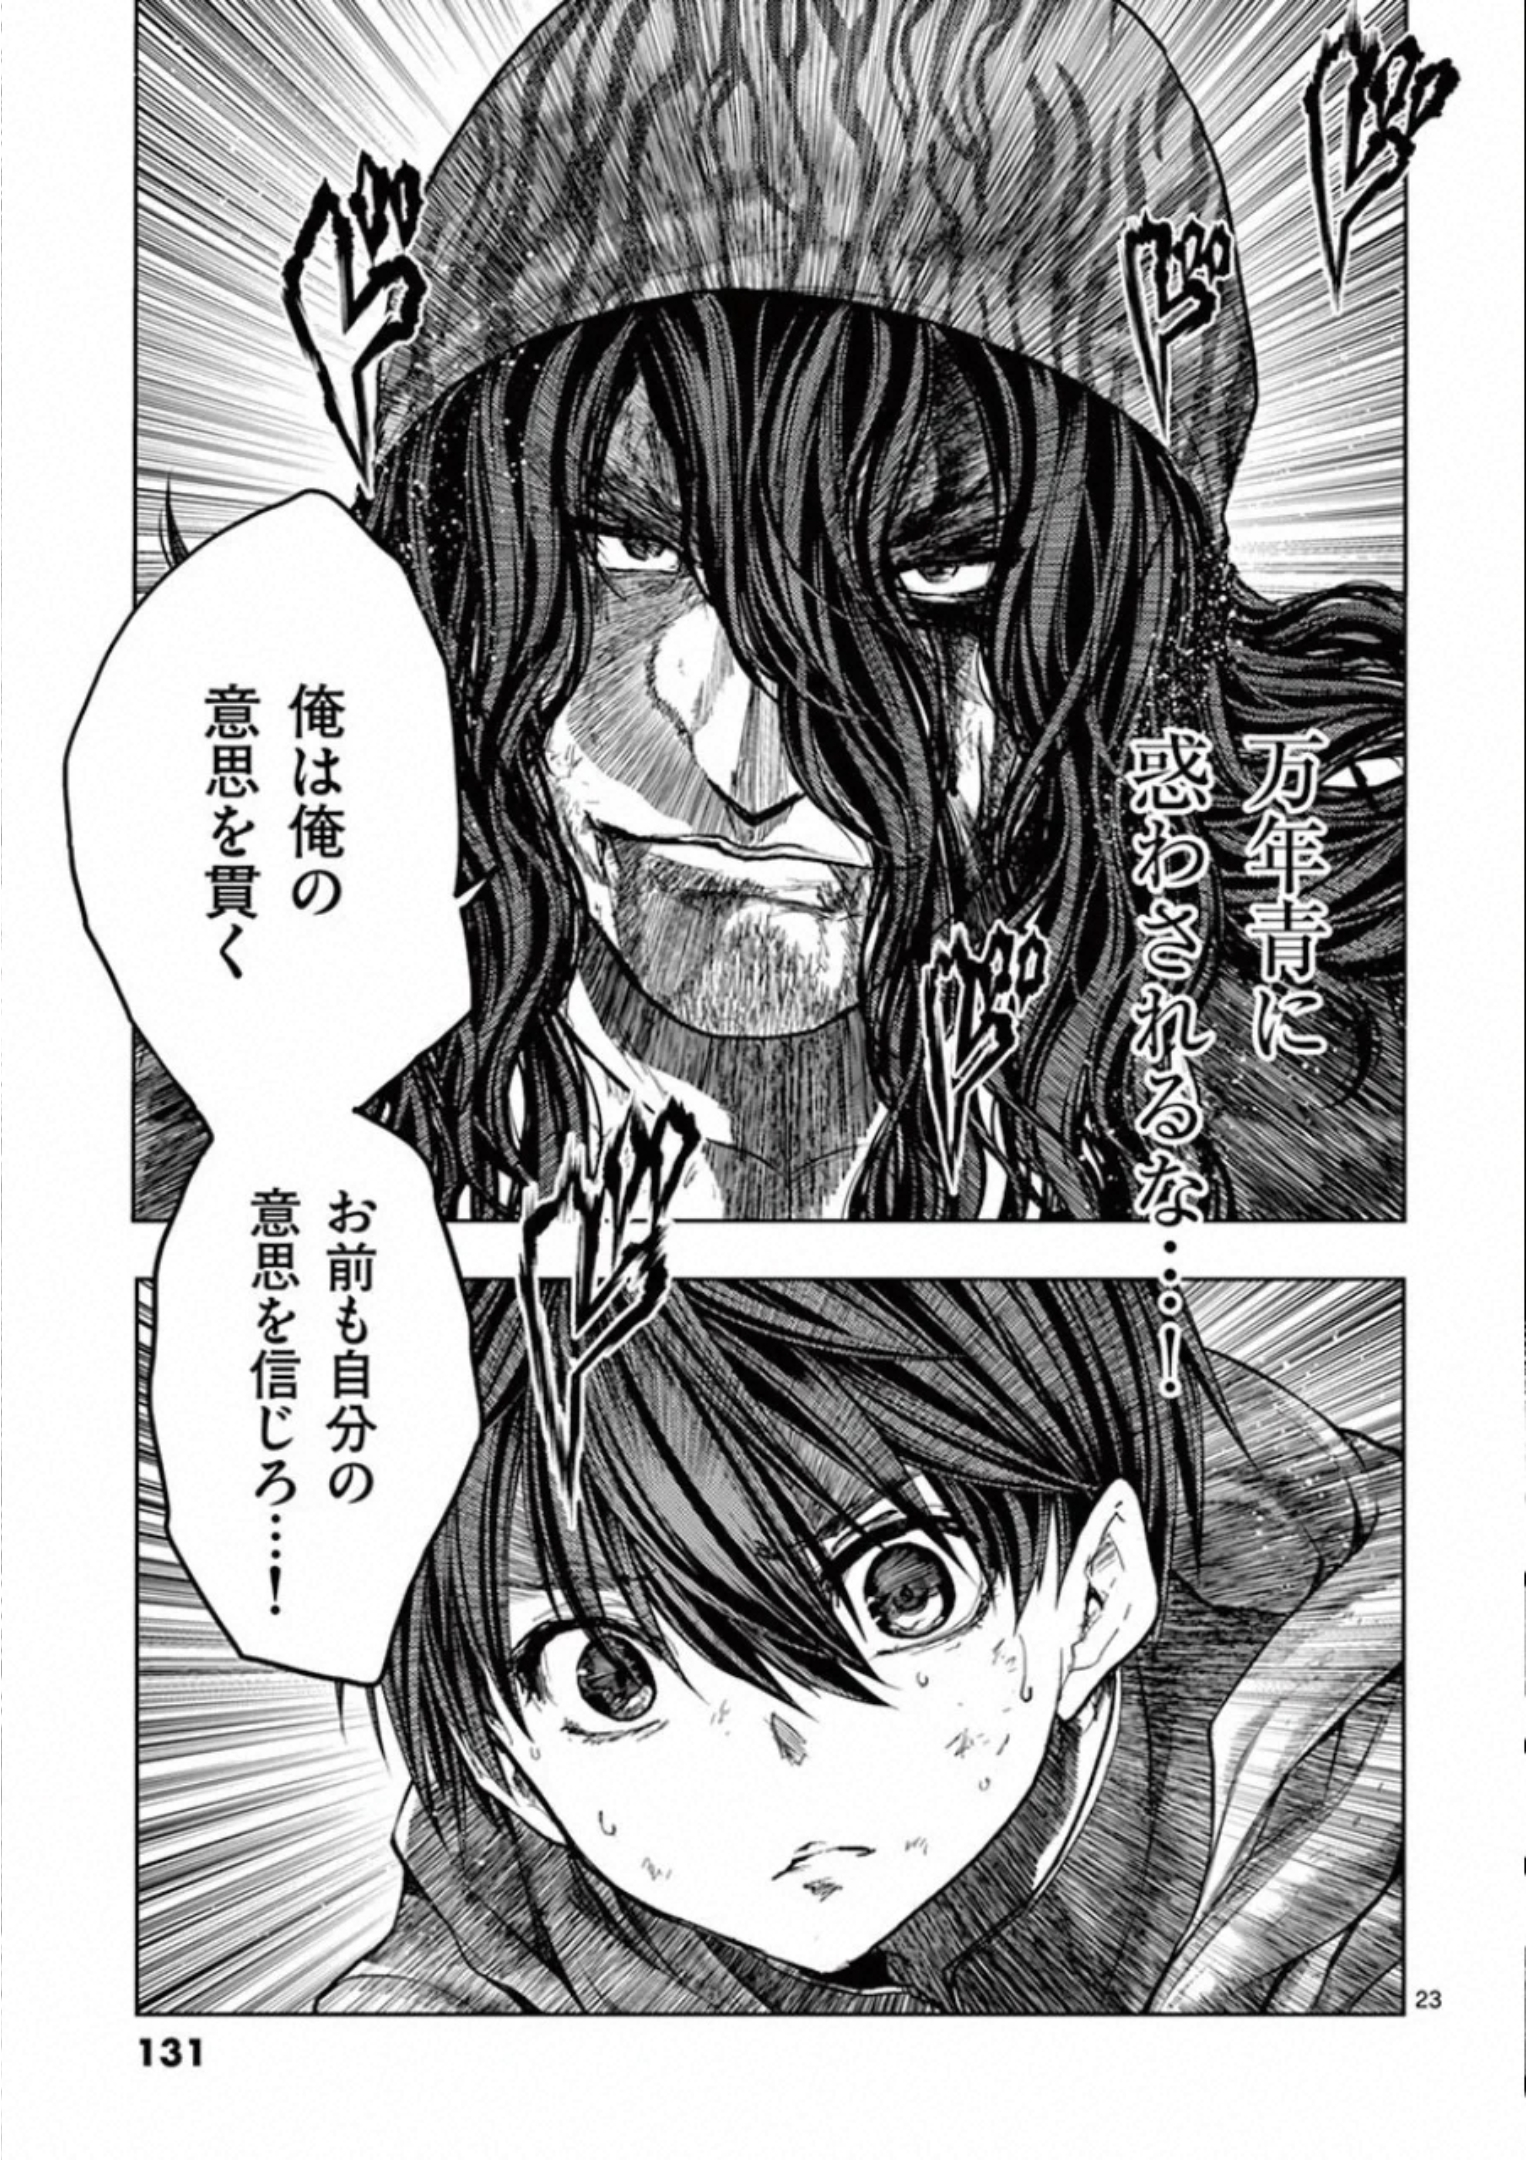 万年青に
惑わされるな…！
俺は俺の
意思を貫く
お前も自分の
意思を信じろ…！
23
131